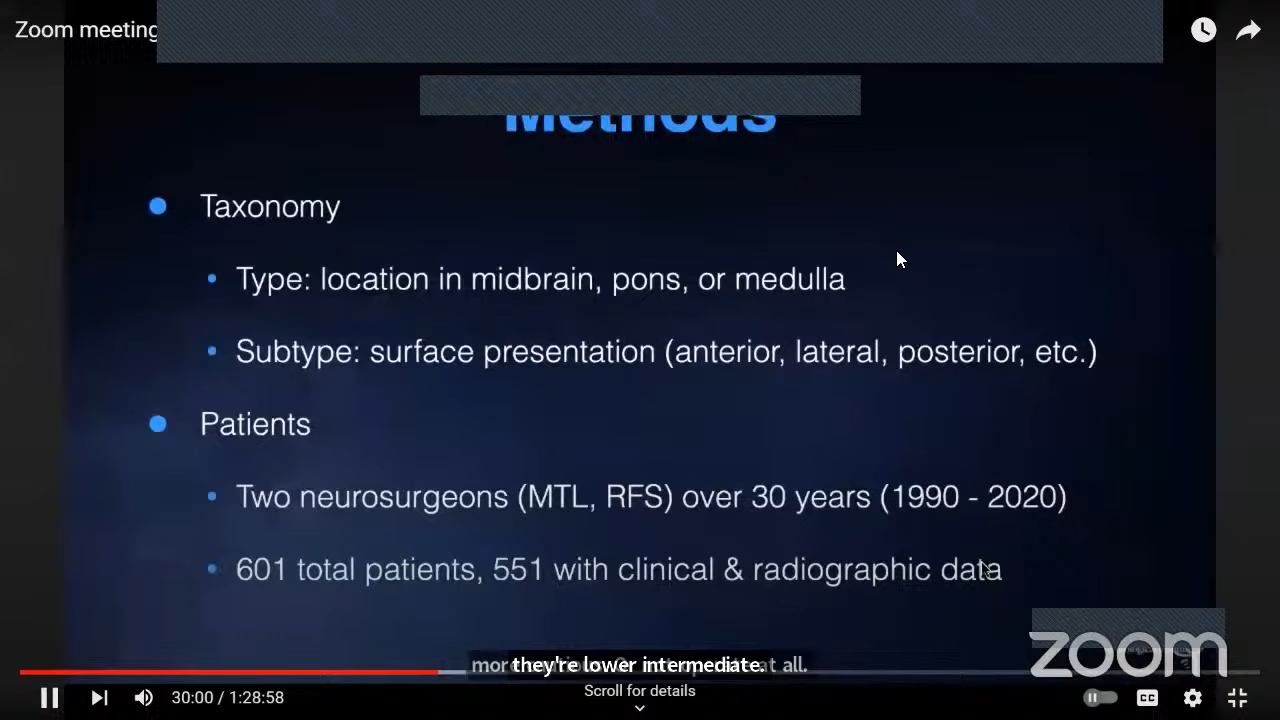 Zoom meeting
Methods
Taxonomy
Type: location in midbrain, pons, or medulla
Subtype: surface presentation (anterior, lateral, posterior, etc.)
Patients
Two neurosurgeons (MTL, RFS) over 30 years (1990 - 2020)
601 total patients, 551 with clinical & radiographic data
zoom
they're lower intermediate.
30:00 / 1:28:58
Scroll for details
CC